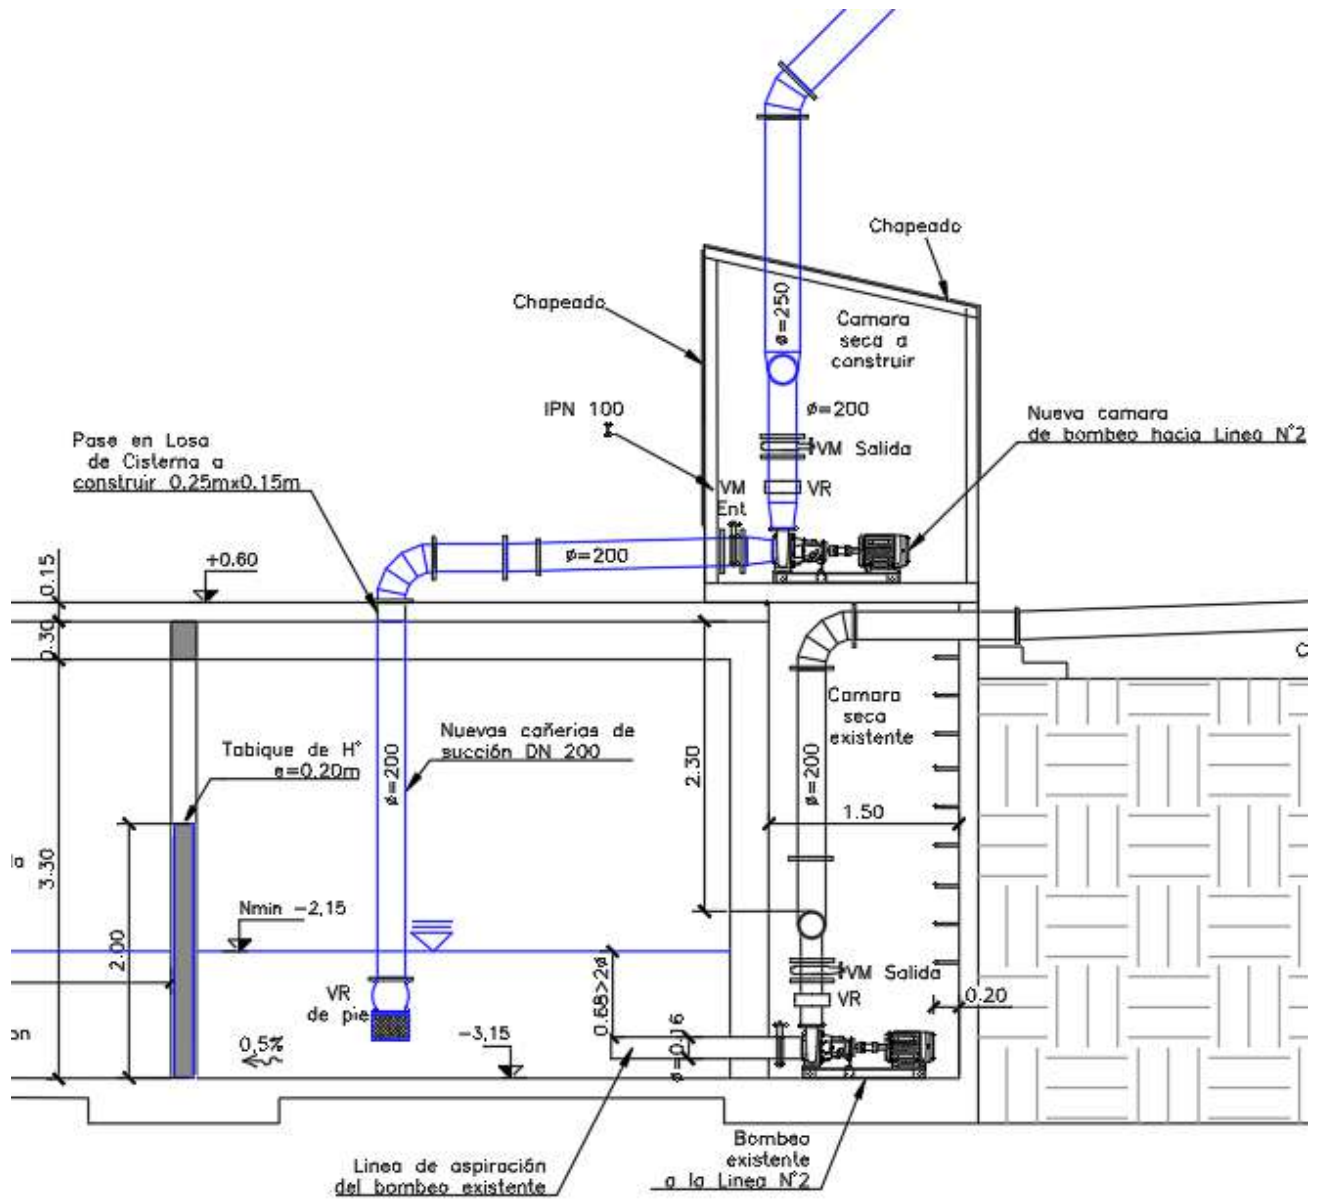 Chapeado
Chapeado
ø=250
Camara
seca a
construir
IPN 100
ø=200
Nueva camara
de bombeo hacia Linea N°2
Pase en Losa
de Cisterna a
construir 0.25mx0.15m
VM Salida
VM
Ent
VR
ø=200
0.15
+0.60
0.30
Camara
seca
existente
Nuevas cañerias de
succión DN 200
Tabique de H°
e=0.20m
ø=200
2.30
ø=200
1.50
3.30
la
Nmin -2,15
2.00
VM Salida
VR
VR
de pie
0.68>2ø
0.20
-3,15
ø=0.16
0,5%
on
Bombeo
existente
a la Linea N°2
Linea de aspiración
del bombeo existente